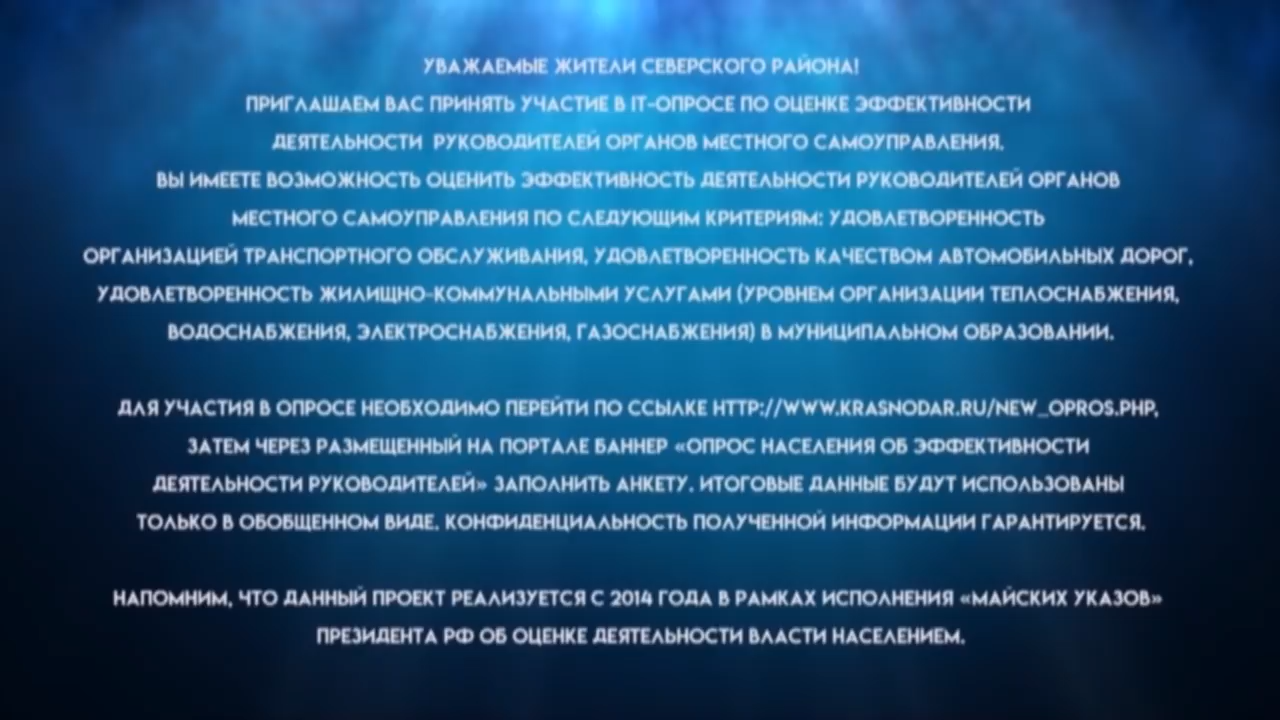 УВАЖАЕМЫЕ ЖИТЕЛИ СЕВЕРСКОГО РАЙОНА!
ПРИГЛАШАЕМ ВАС ПРИНЯТЬ УЧАСТИЕ В IT-ОПРОСЕ ПО ОЦЕНКЕ ЭФФЕКТИВНОСТИ
ДЕЯТЕЛЬНОСТИ РУКОВОДИТЕЛЕЙ ОРГАНОВ МЕСТНОГО САМОУПРАВЛЕНИЯ.
ВЫ ИМЕЕТЕ ВОЗМОЖНОСТЬ ОЦЕНИТЬ ЭФФЕКТИВНОСТЬ ДЕЯТЕЛЬНОСТИ РУКОВОДИТЕЛЕЙ ОРГАНОВ
МЕСТНОГО САМОУПРАВЛЕНИЯ ПО СЛЕДУЮЩИМ КРИТЕРИЯМ: УДОВЛЕТВОРЕННОСТЬ
ОРГАНИЗАЦИЕЙ ТРАНСПОРТНОГО ОБСЛУЖИВАНИЯ, УДОВЛЕТВОРЕННОСТЬ КАЧЕСТВОМ АВТОМОБИЛЬНЫХ ДОРОГ,
УДОВЛЕТВОРЕННОСТЬ ЖИЛИЩНО-КОММУНАЛЬНЫМИ УСЛУГАМИ (УРОВНЕМ ОРГАНИЗАЦИИ ТЕПЛОСНАБЖЕНИЯ,
ВОДОСНАБЖЕНИЯ, ЭЛЕКТРОСНАБЖЕНИЯ, ГАЗОСНАБЖЕНИЯ) В МУНИЦИПАЛЬНОМ ОБРАЗОВАНИИ.
ДЛЯ УЧАСТИЯ В ОПРОСЕ НЕОБХОДИМО ПЕРЕЙТИ ПО ССЫЛКЕ HTTP://WWW.KRASNODAR.RU/NEW_OPROS.PHP,
ЗАТЕМ ЧЕРЕЗ РАЗМЕЩЕННЫЙ НА ПОРТАЛЕ БАННЕР «ОПРОС НАСЕЛЕНИЯ ОБ ЭФФЕКТИВНОСТИ
ДЕЯТЕЛЬНОСТИ РУКОВОДИТЕЛЕЙ» ЗАПОЛНИТЬ АНКЕТУ. ИТОГОВЫЕ ДАННЫЕ БУДУТ ИСПОЛЬЗОВАНЫ
ТОЛЬКО В ОБОБЩЕННОМ ВИДЕ. КОНФИДЕНЦИАЛЬНОСТЬ ПОЛУЧЕННОЙ ИНФОРМАЦИИ ГАРАНТИРУЕТСЯ.
НАПОМНИМ, ЧТО ДАННЫЙ ПРОЕКТ РЕАЛИЗУЕТСЯ С 2014 ГОДА В РАМКАХ ИСПОЛНЕНИЯ «МАЙСКИХ УКАЗОВ»
ПРЕЗИДЕНТА РФ ОБ ОЦЕНКЕ ДЕЯТЕЛЬНОСТИ ВЛАСТИ НАСЕЛЕНИЕМ.